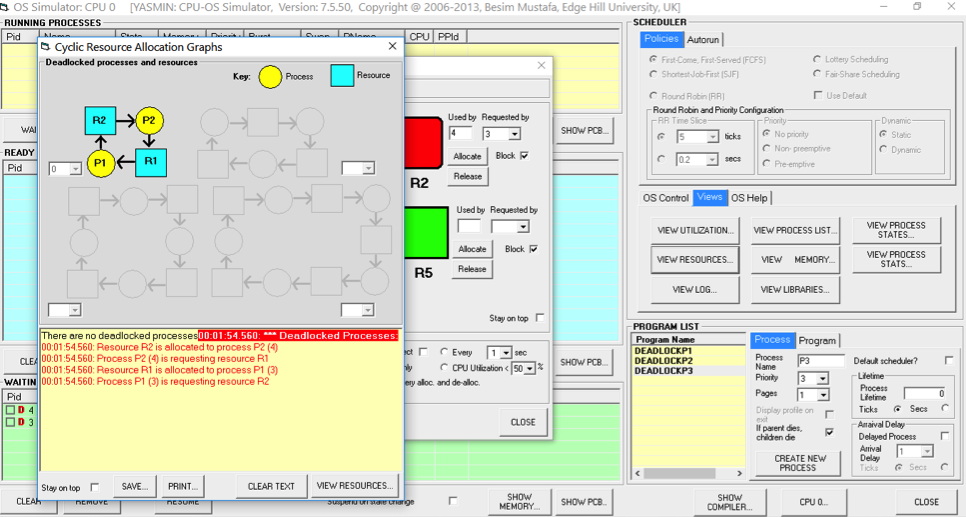 OS Simulator: CPU 0 [YASMIN: CPU-OS Simulator, Version: 7.5.50, Copyright @ 2006-2013, Besim Mustafa, Edge Hill University, UK]
RUNNING PROCESSES
Pid Name CPU PPId
WAI
READY
Pid
CLEA
WAITIN
Pid
D 4
D 3
CLEAR REMOVE RESUME Suspend on state change SHOW MEMORY... SHOW PCB..
Cyclic Resource Allocation Graphs
Deadlocked processes and resources
Key: Process Resource
R2 P2
P1 R1
0
There are no deadlocked processes00:01:54.560: *** Deadlocked Processes:
00:01:54.560: Resource R2 is allocated to process P2 (4)
00:01:54.560: Process P2 (4) is requesting resource R1
00:01:54.560: Resource R1 is allocated to process P1 (3)
00:01:54.560: Process P1 (3) is requesting resource R2
Stay on top SAVE... PRINT... CLEAR TEXT VIEW RESOURCES...
Used by Requested by
4 3
Allocate Block
Release
R2
Used by Requested by
Allocate Block
Release
R5
Stay on top
ect Every 1 sec
nly CPU Utilization < 50 %
ery alloc. and de-alloc.
CLOSE
SHOW PCB...
SHOW PCB...
SCHEDULER
Policies Autorun
First-Come, First-Served (FCFS) Lottery Scheduling
Shortest-Job-First (SJF) Fair-Share Scheduling
Round Robin (RR) Use Default
Round Robin and Priority Configuration
RR Time Slice Priority Dynamic
5 ticks No priority Static
Non- preemptive Dynamic
0.2 secs Pre-emptive
OS Control Views OS Help
VIEW UTILIZATION... VIEW PROCESS LIST... VIEW PROCESS STATES...
VIEW RESOURCES... VIEW MEMORY... VIEW PROCESS STATS...
VIEW LOG... VIEW LIBRARIES...
PROGRAM LIST
Program Name
DEADLOCKP1
DEADLOCKP2
DEADLOCKP3
Process Program
Process Name P3 Default scheduler?
Priority 3 Lifetime
Pages 1 Process Lifetime 0
Display profile on exit Ticks Secs
If parent dies, children die Arraival Delay
Delayed Process
CREATE NEW PROCESS Arrival Delay 1
Ticks Secs
SHOW COMPILER... CPU 0... CLOSE